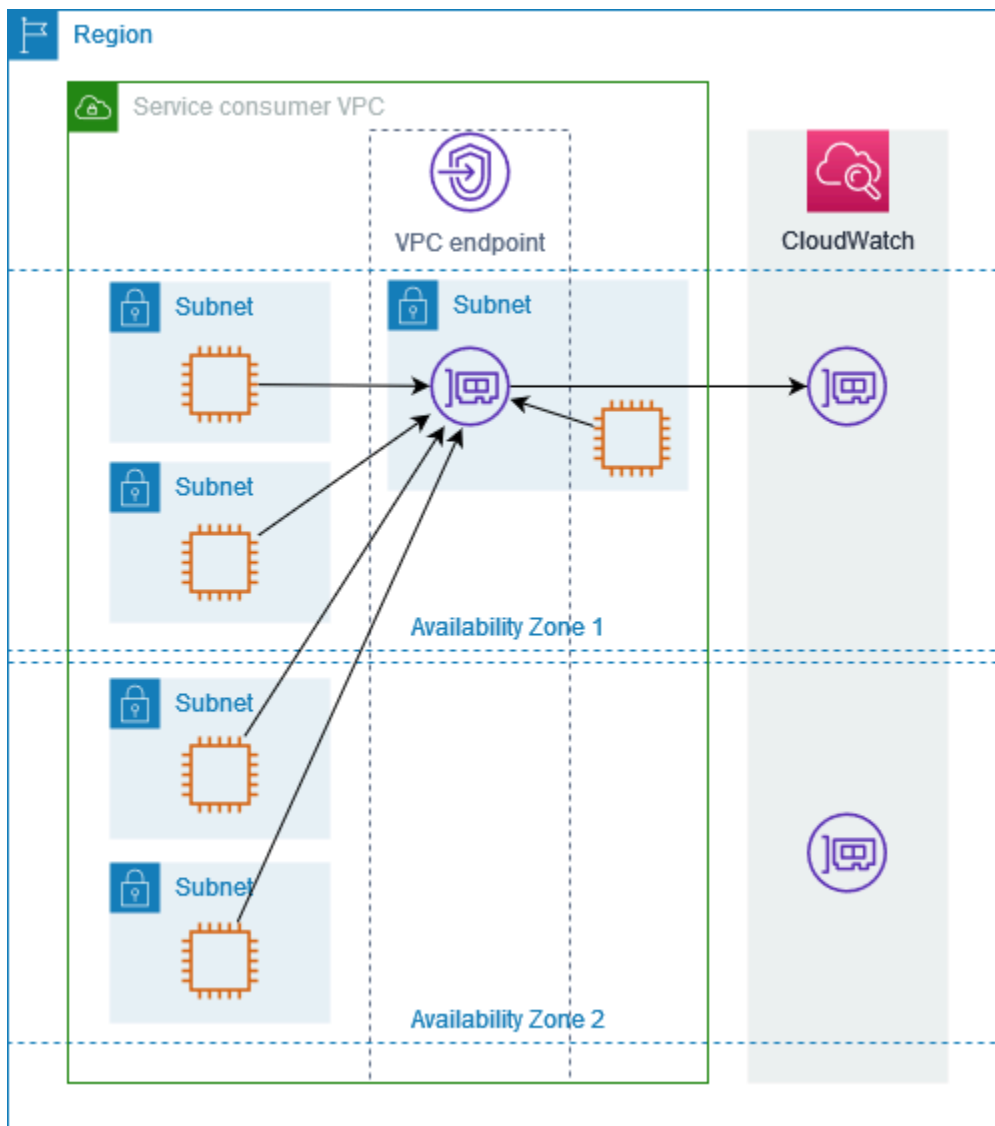 Region
Service consumer VPC
VPC endpoint
CloudWatch
Subnet
Subnet
Subnet
Availability Zone 1
Subnet
Subnet
Availability Zone 2